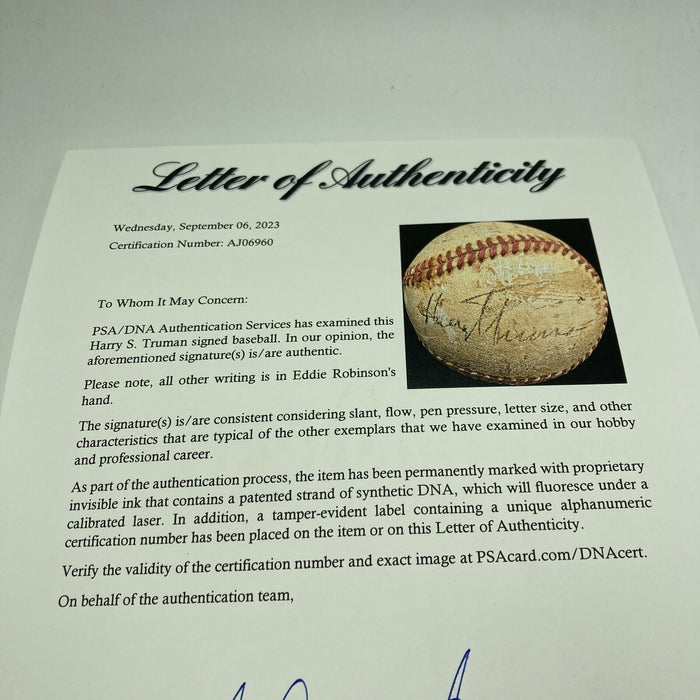 Letter of Authenticity
Wednesday, September 06, 2023
Certification Number: AJ06960
To Whom It May Concern:
PSA/DNA Authentication Services has examined this
Harry S. Truman signed baseball. In our opinion, the
aforementioned signature(s) is/are authentic.
Please note, all other writing is in Eddie Robinson's
hand.
Harry Truman
The signature(s) is/are consistent considering slant, flow, pen pressure, letter size, and other
characteristics that are typical of the other exemplars that we have examined in our hobby
and professional career.
As part of the authentication process, the item has been permanently marked with proprietary
invisible ink that contains a patented strand of synthetic DNA, which will fluoresce under a
calibrated laser. In addition, a tamper-evident label containing a unique alphanumeric
certification number has been placed on the item or on this Letter of Authenticity.
Verify the validity of the certification number and exact image at PSAcard.com/DNAcert.
On behalf of the authentication team,